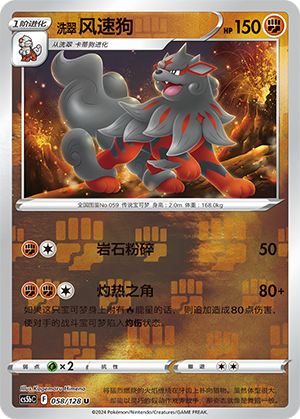 1阶进化
洗翠 风速狗
HP 150
从洗翠 卡蒂狗进化
全国图鉴No.059 传说宝可梦 身高：2.0m 体重：168.0kg
岩石粉碎 50
灼热之角 80+
如果这只宝可梦身上附有 能量的话，则追加造成80点伤害，
使对手的战斗宝可梦陷入灼伤状态。
弱点 ×2 抗性 撤退
Illus.Kagemaru Himeno
cs5bC F 058/128 U
©2024 Pokémon/Nintendo/Creatures/GAME FREAK.